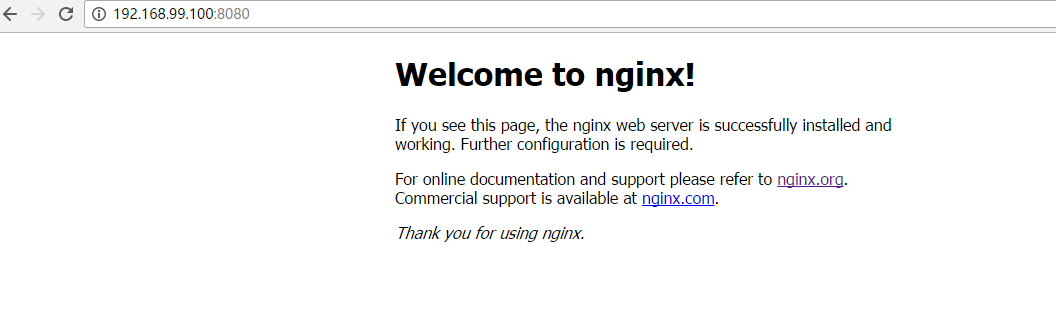 192.168.99.100:8080
Welcome to nginx!
If you see this page, the nginx web server is successfully installed and
working. Further configuration is required.
For online documentation and support please refer to nginx.org.
Commercial support is available at nginx.com.
Thank you for using nginx.